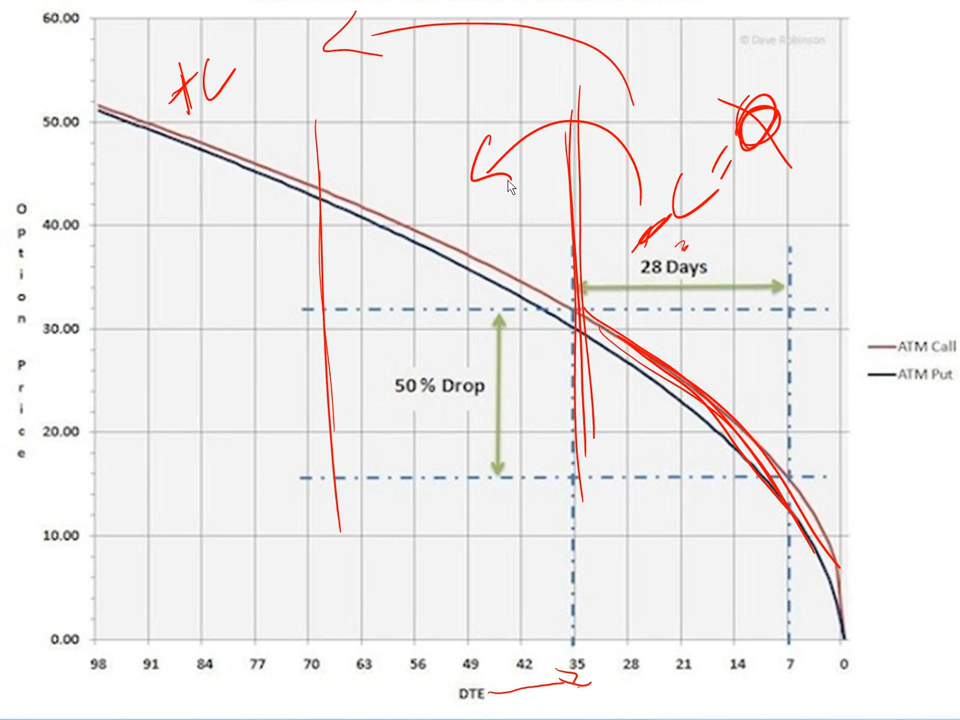 60.00
© Dave Robinson
50.00
40.00
28 Days
30.00
ATM Call
ATM Put
50 % Drop
20.00
10.00
0.00
Option Price
98 91 84 77 70 63 56 49 42 35 28 21 14 7 0
DTE